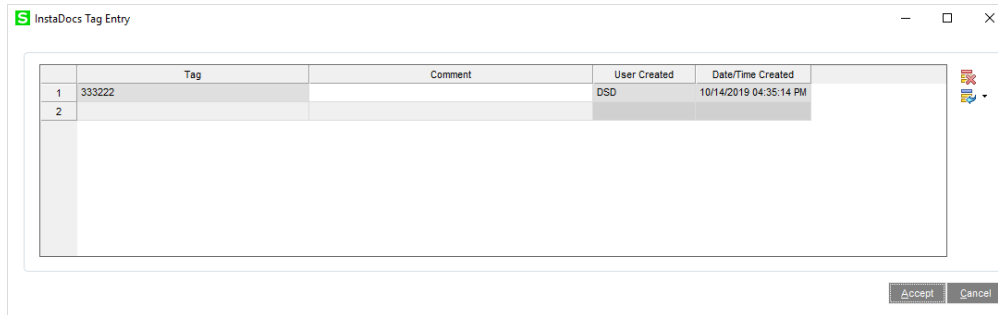 S InstaDocs Tag Entry
Tag Comment User Created Date/Time Created
1 333222 DSD 10/14/2019 04:35:14 PM
2
Accept Cancel